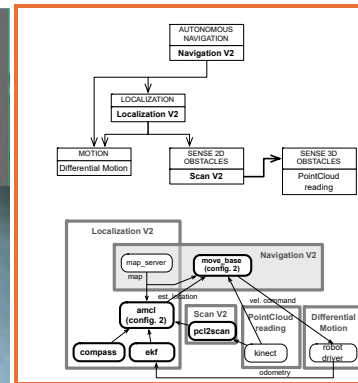 AUTONOMOUS
NAVIGATION
Navigation V2
LOCALIZATION
Localization V2
MOTION
Differential Motion
SENSE 2D
OBSTACLES
Scan V2
SENSE 3D
OBSTACLES
PointCloud
reading
Localization V2
Navigation V2
map_server
map
move_base
(config. 2)
est. location
vel. command
amcl
(config. 2)
Scan V2
pcl2scan
PointCloud
reading
kinect
Differential
Motion
robot
driver
compass
ekf
odometry